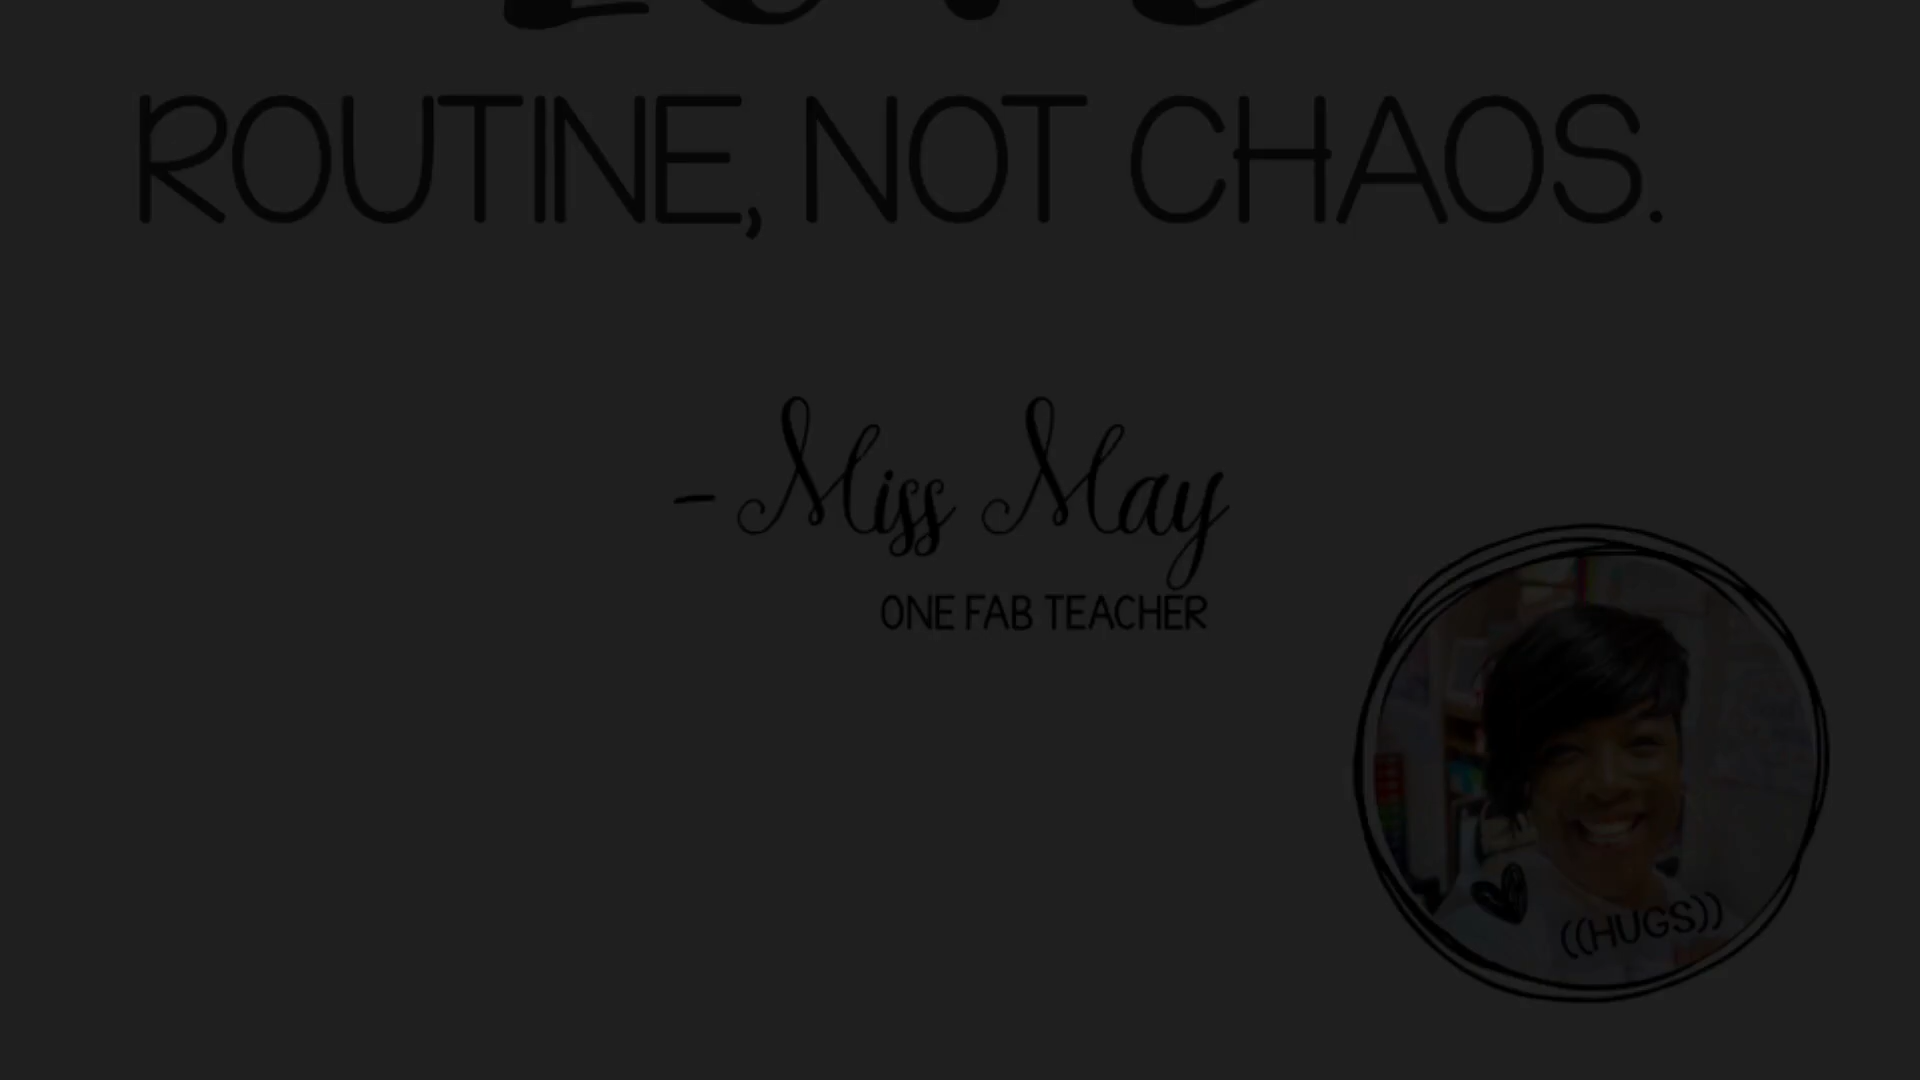 ROUTINE, NOT CHAOS.
- Miss May
ONE FAB TEACHER
((HUGS))